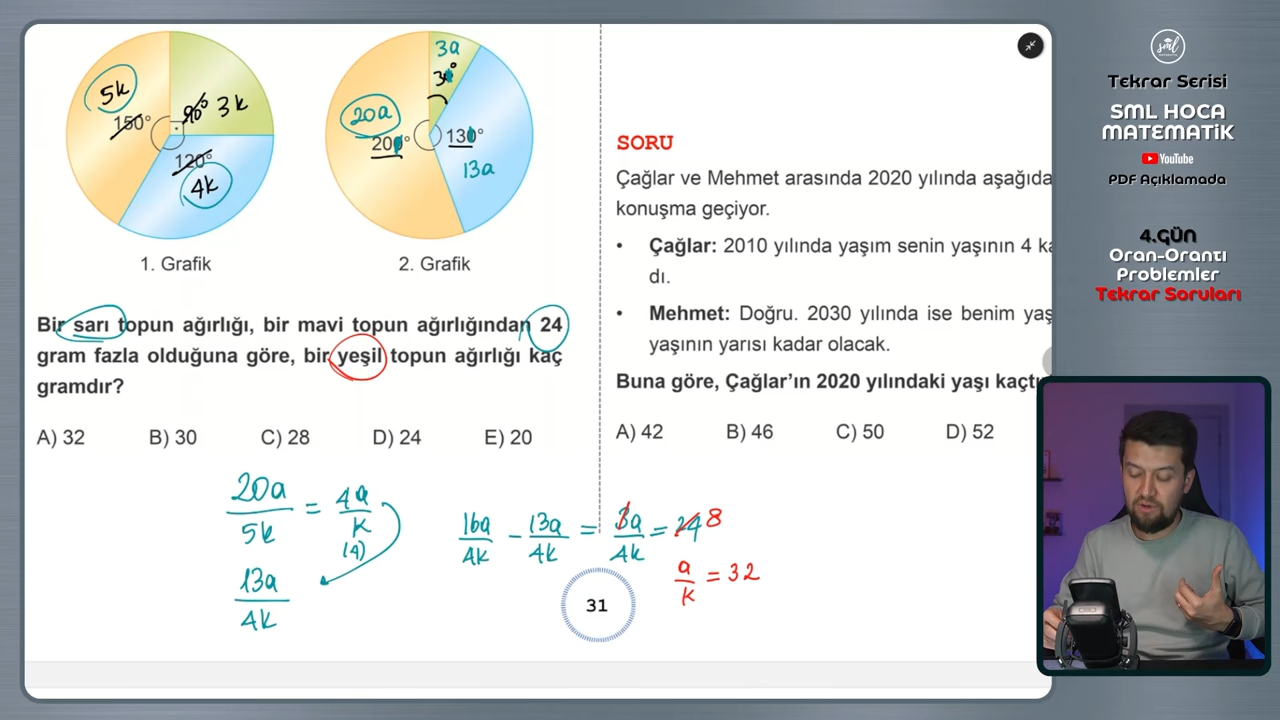 5k
150°
90° 3k
120°
4k
1. Grafik
3a
30°
20a
200°
130°
13a
2. Grafik
Bir sarı topun ağırlığı, bir mavi topun ağırlığından 24
gram fazla olduğuna göre, bir yeşil topun ağırlığı kaç
gramdır?
A) 32 B) 30 C) 28 D) 24 E) 20
20a/5k = 4a/k
(4)
13a/4k
16a/4k - 13a/4k = 3a/4k = 24 8
a/k = 32
31
SORU
Çağlar ve Mehmet arasında 2020 yılında aşağıda
konuşma geçiyor.
• Çağlar: 2010 yılında yaşım senin yaşının 4 ka
dı.
• Mehmet: Doğru. 2030 yılında ise benim yaş
yaşının yarısı kadar olacak.
Buna göre, Çağlar'ın 2020 yılındaki yaşı kaçtı
A) 42 B) 46 C) 50 D) 52
sml
Tekrar Serisi
SML HOCA
MATEMATİK
YouTube
PDF Açıklamada
4.GÜN
Oran-Orantı
Problemler
Tekrar Soruları